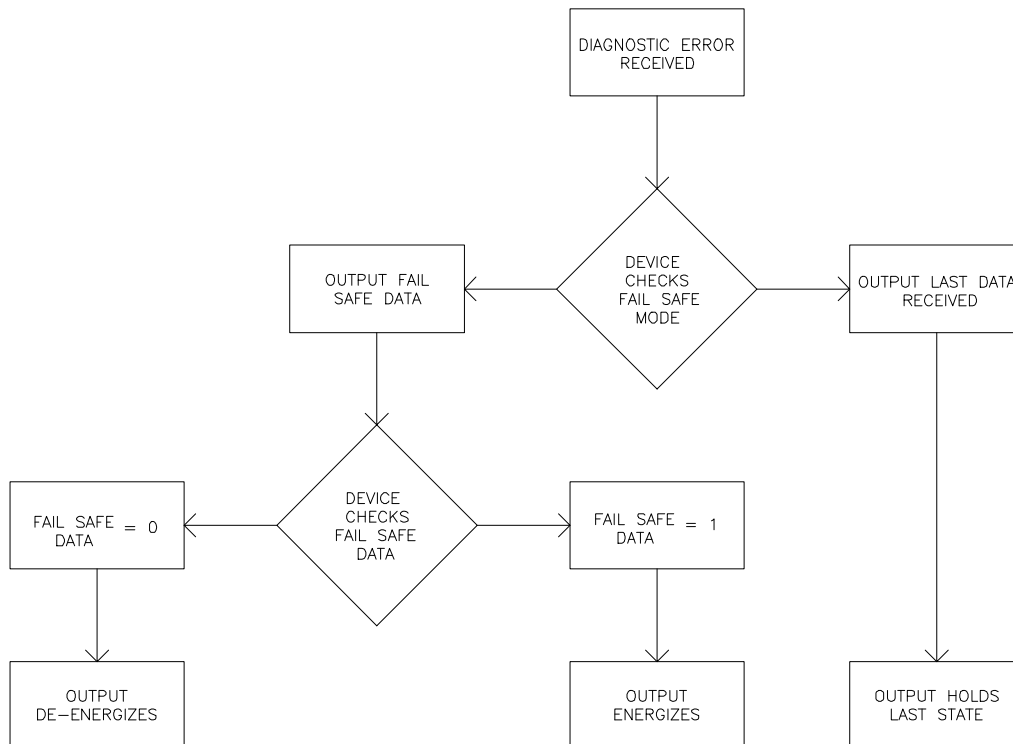 DIAGNOSTIC ERROR
RECEIVED
DEVICE
CHECKS
FAIL SAFE
MODE
OUTPUT FAIL
SAFE DATA
OUTPUT LAST DATA
RECEIVED
DEVICE
CHECKS
FAIL SAFE
DATA
FAIL SAFE
DATA = 0
FAIL SAFE
DATA = 1
OUTPUT
DE-ENERGIZES
OUTPUT
ENERGIZES
OUTPUT HOLDS
LAST STATE